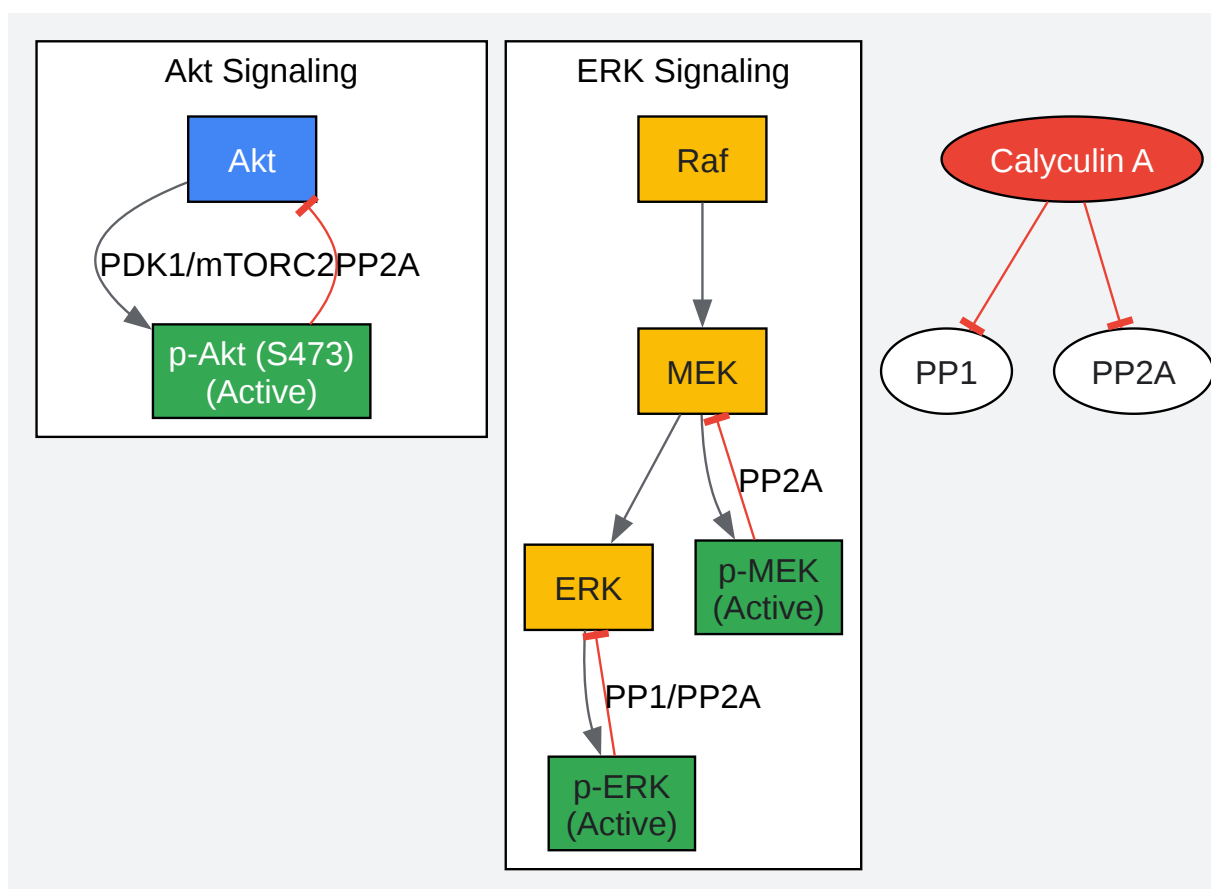 Akt Signaling
Akt
PDK1/mTORC2
PP2A
p-Akt (S473)
(Active)
ERK Signaling
Raf
MEK
PP2A
ERK
p-MEK
(Active)
PP1/PP2A
p-ERK
(Active)
Calyculin A
PP1
PP2A